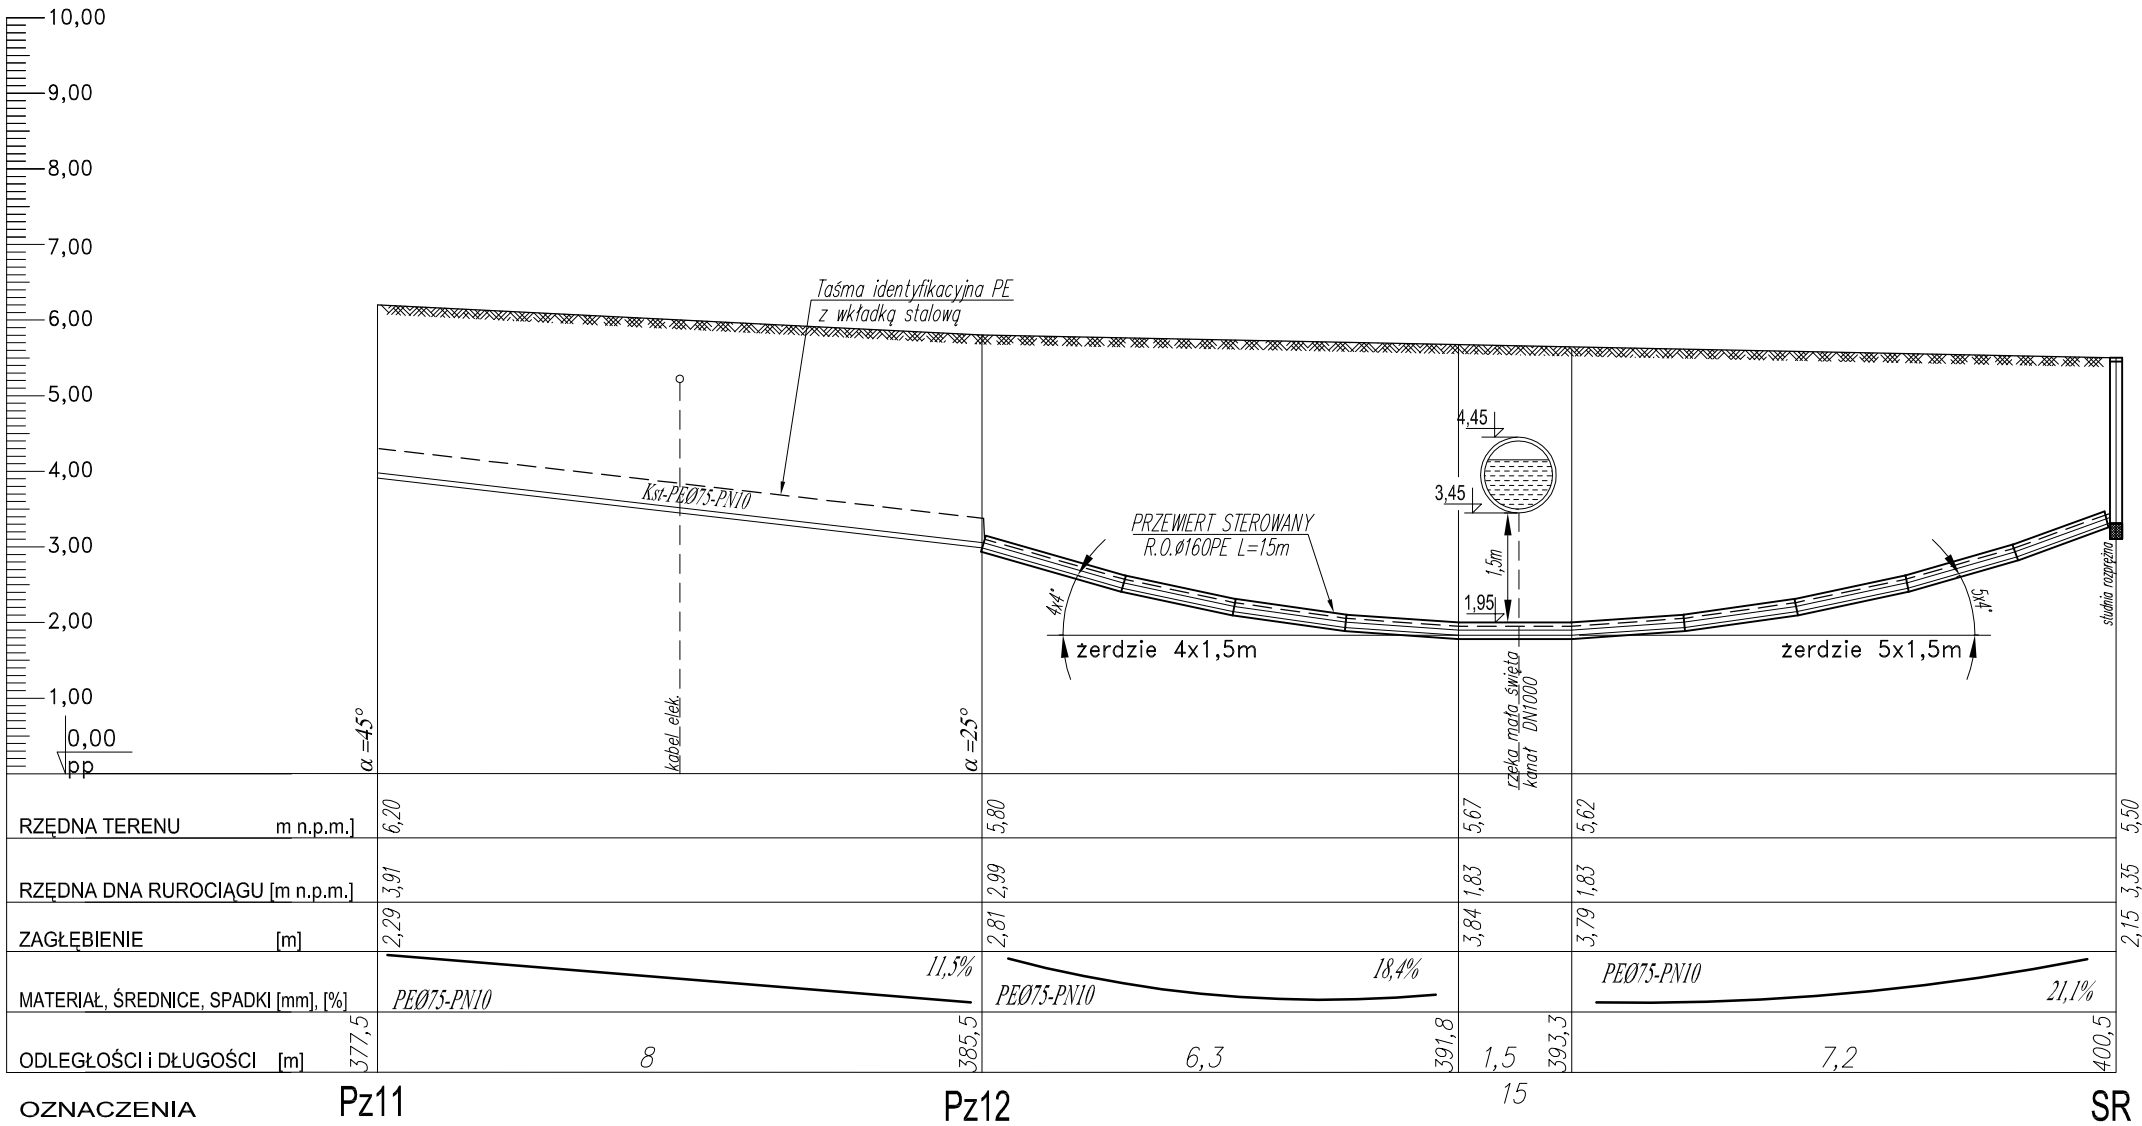 10,00
9,00
8,00
7,00
6,00
5,00
4,00
3,00
2,00
1,00
0,00
pp
Taśma identyfikacyjna PE
z wkładką stalową
Kst-PEØ75-PN10
PRZEWIERT STEROWANY
R.O.ø160PE L=15m
4,45
3,45
1,5m
1,95
4x4°
5x4°
żerdzie 4x1,5m
żerdzie 5x1,5m
studnia rozprężna
rzeka mała święta
kanał DN1000
kabel elek.
α =45°
α =25°
RZĘDNA TERENU m n.p.m.] 6,20 5,80 5,67 5,62 5,50
RZĘDNA DNA RUROCIĄGU [m n.p.m.] 3,91 2,99 1,83 1,83 3,35
ZAGŁĘBIENIE [m] 2,29 2,81 3,84 3,79 2,15
MATERIAŁ, ŚREDNICE, SPADKI [mm], [%] PEØ75-PN10 11,5% PEØ75-PN10 18,4% PEØ75-PN10 21,1%
ODLEGŁOŚCI i DŁUGOŚCI [m] 377,5 8 385,5 6,3 391,8 1,5 393,3 7,2 400,5
15
OZNACZENIA Pz11 Pz12 SR